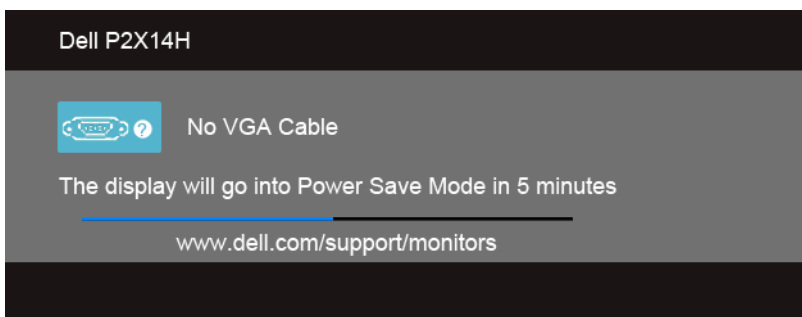 Dell P2X14H
No VGA Cable
The display will go into Power Save Mode in 5 minutes
www.dell.com/support/monitors